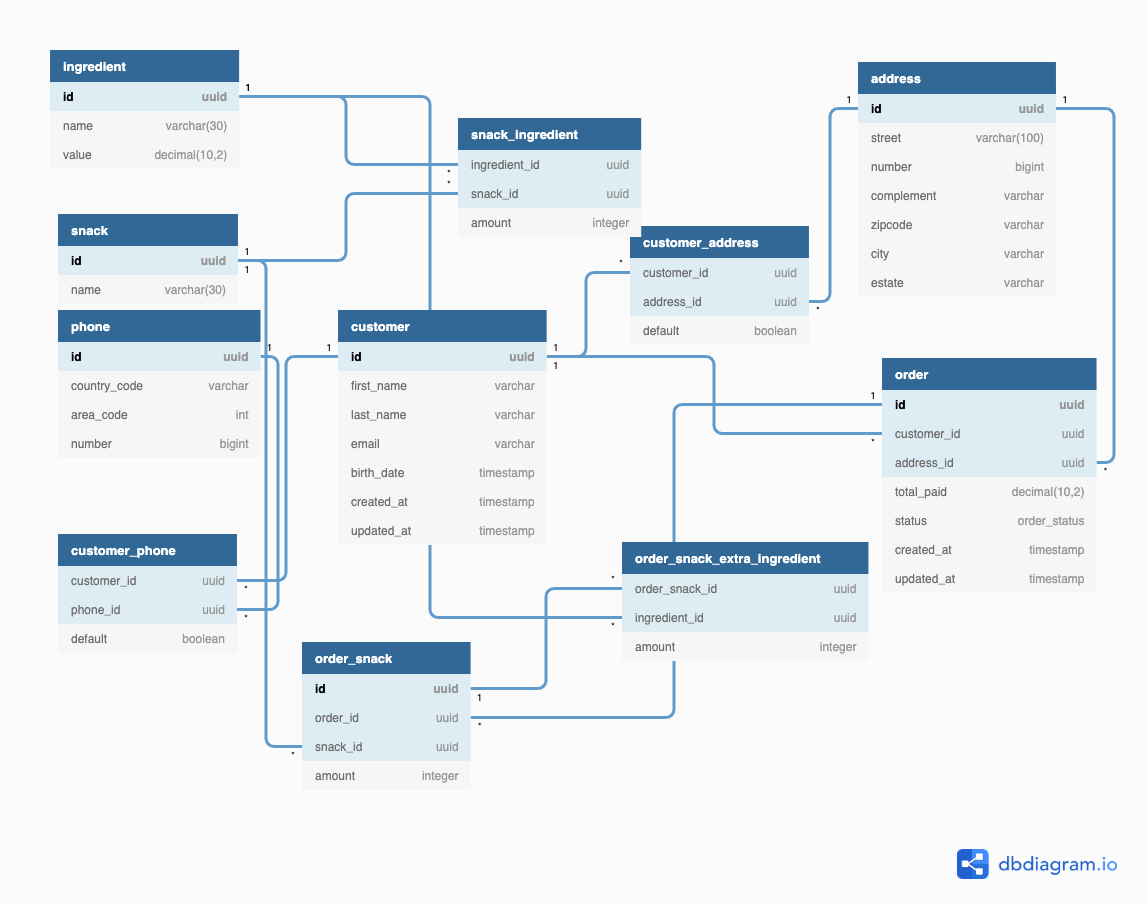 ingredient
id uuid
name varchar(30)
value decimal(10,2)
1
snack_ingredient
ingredient_id uuid
snack_id uuid
amount integer
*
*
address
id uuid
street varchar(100)
number bigint
complement varchar
zipcode varchar
city varchar
estate varchar
1
1
snack
id uuid
name varchar(30)
1
1
customer_address
customer_id uuid
address_id uuid
default boolean
*
*
phone
id uuid
country_code varchar
area_code int
number bigint
1
customer
id uuid
first_name varchar
last_name varchar
email varchar
birth_date timestamp
created_at timestamp
updated_at timestamp
1
1
1
order
id uuid
customer_id uuid
address_id uuid
total_paid decimal(10,2)
status order_status
created_at timestamp
updated_at timestamp
1
*
*
customer_phone
customer_id uuid
phone_id uuid
default boolean
*
*
order_snack_extra_ingredient
order_snack_id uuid
ingredient_id uuid
amount integer
*
*
order_snack
id uuid
order_id uuid
snack_id uuid
amount integer
1
*
*
dbdiagram.io